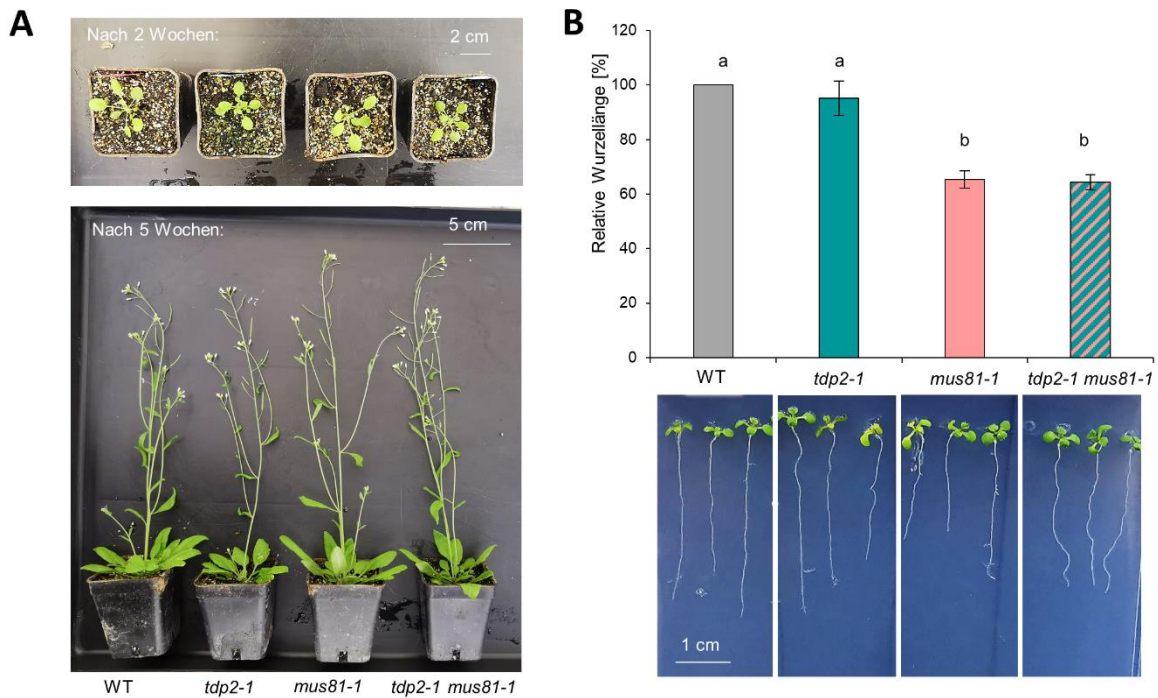 A
Nach 2 Wochen:
2 cm
Nach 5 Wochen:
5 cm
WT tdp2-1 mus81-1 tdp2-1 mus81-1
B
Relative Wurzellänge [%]
120
100
80
60
40
20
0
a a b b
WT tdp2-1 mus81-1 tdp2-1 mus81-1
1 cm